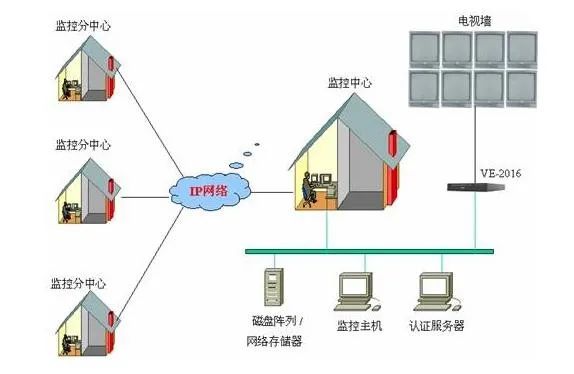 监控分中心
电视墙
监控中心
监控分中心
VE-2016
IP网络
监控分中心
磁盘阵列 /
网络存储器
监控主机
认证服务器